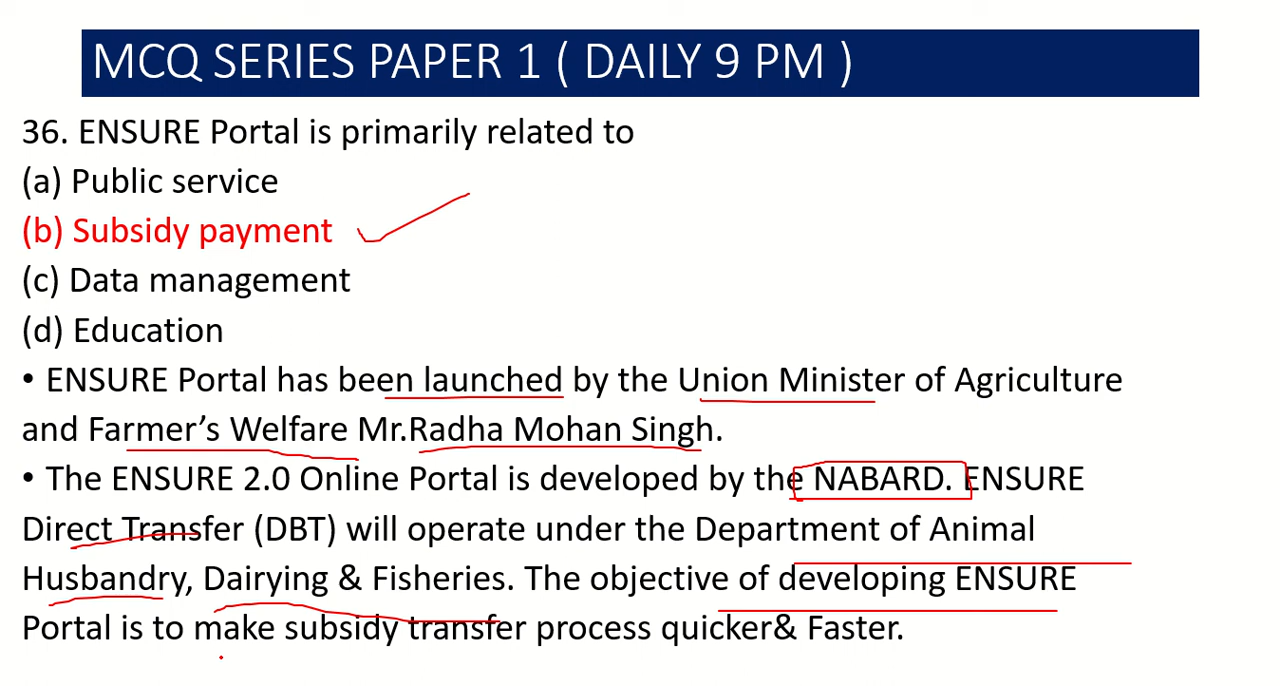 MCQ SERIES PAPER 1 ( DAILY 9 PM )
36. ENSURE Portal is primarily related to
(a) Public service
(b) Subsidy payment
(c) Data management
(d) Education
• ENSURE Portal has been launched by the Union Minister of Agriculture
and Farmer’s Welfare Mr.Radha Mohan Singh.
• The ENSURE 2.0 Online Portal is developed by the NABARD. ENSURE
Direct Transfer (DBT) will operate under the Department of Animal
Husbandry, Dairying & Fisheries. The objective of developing ENSURE
Portal is to make subsidy transfer process quicker& Faster.